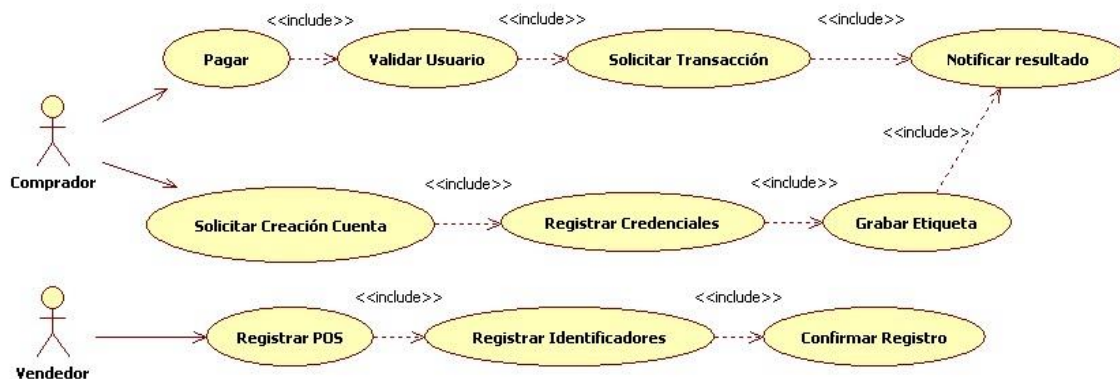 <<include>>
<<include>>
<<include>>
Pagar
Validar Usuario
Solicitar Transacción
Notificar resultado
<<include>>
Comprador
<<include>>
<<include>>
Solicitar Creación Cuenta
Registrar Credenciales
Grabar Etiqueta
<<include>>
<<include>>
Registrar POS
Registrar Identificadores
Confirmar Registro
Vendedor